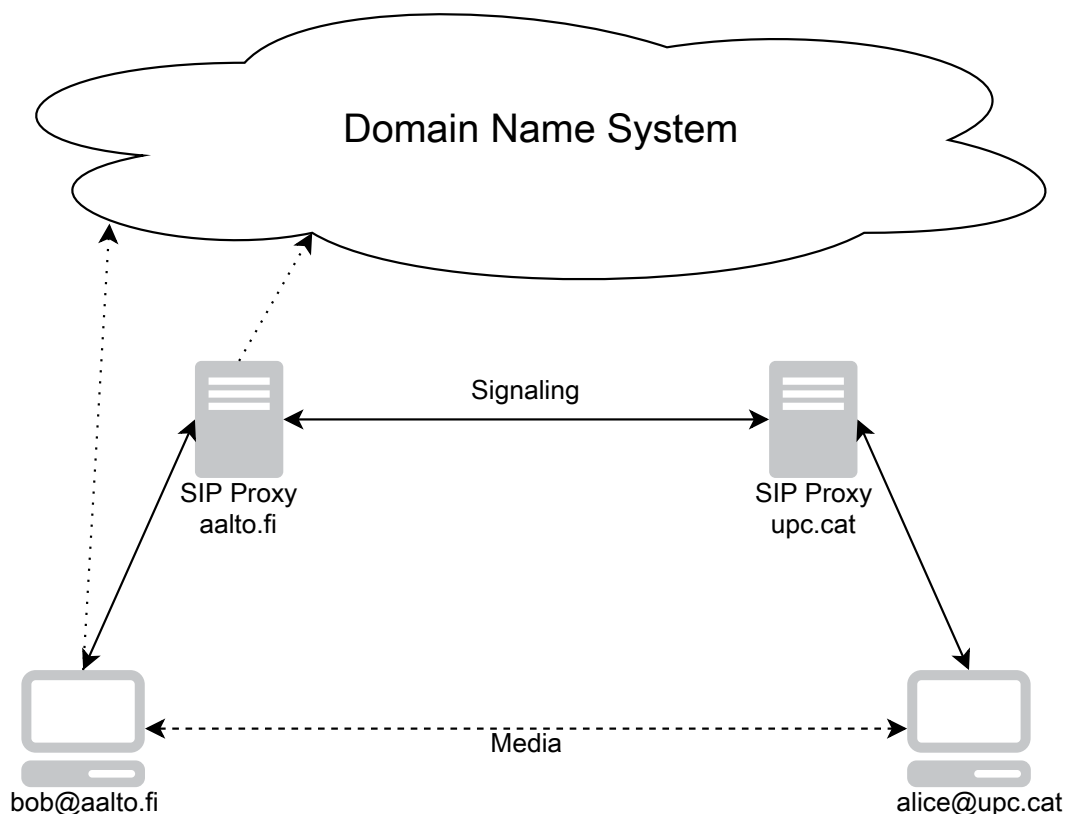 Domain Name System
Signaling
SIP Proxy
aalto.fi
SIP Proxy
upc.cat
Media
bob@aalto.fi
alice@upc.cat